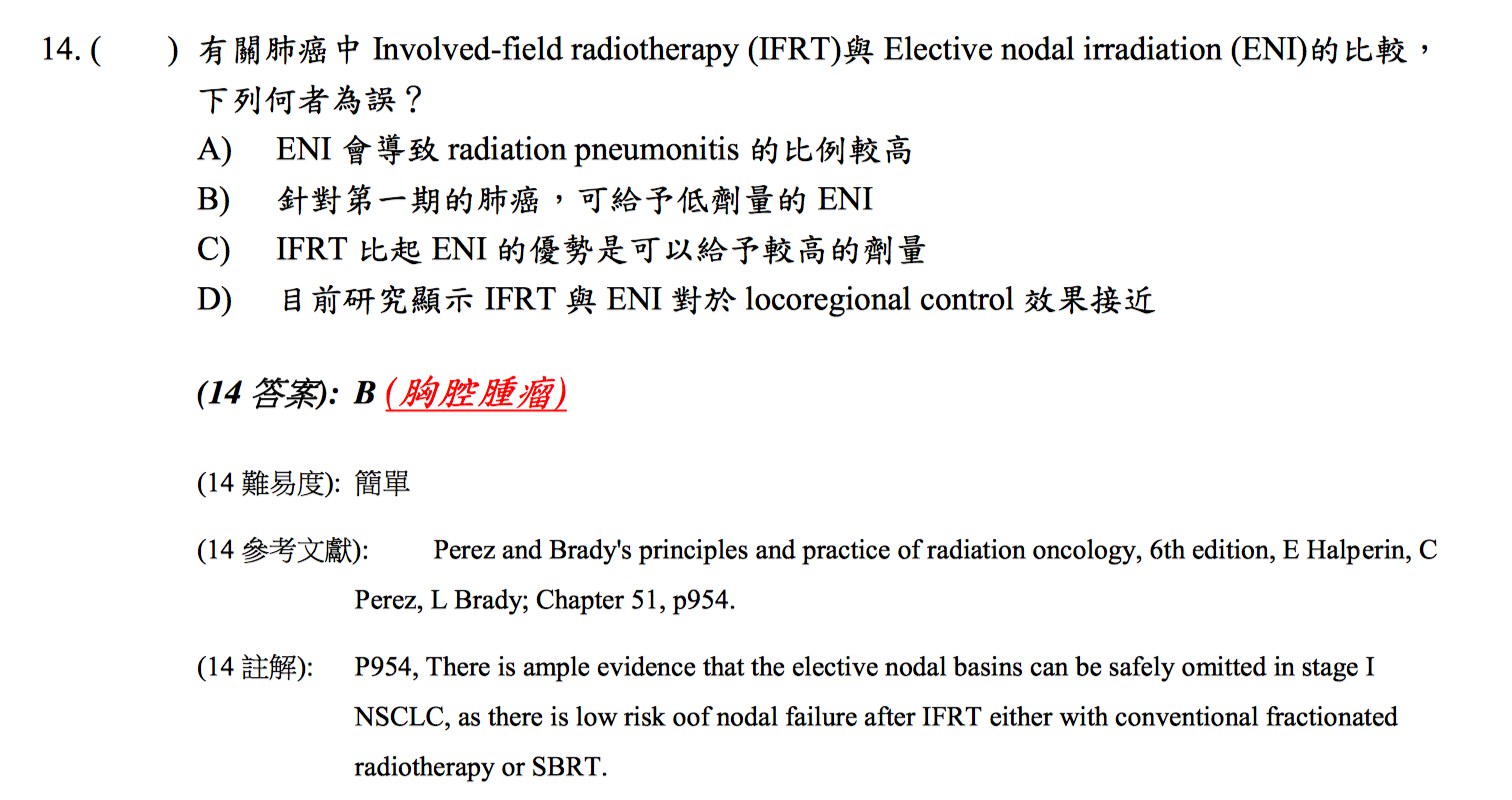 14. (　　) 有關肺癌中 Involved-field radiotherapy (IFRT)與 Elective nodal irradiation (ENI)的比較，
下列何者為誤？
A) ENI 會導致 radiation pneumonitis 的比例較高
B) 針對第一期的肺癌，可給予低劑量的 ENI
C) IFRT 比起 ENI 的優勢是可以給予較高的劑量
D) 目前研究顯示 IFRT 與 ENI 對於 locoregional control 效果接近
(14 答案): B (胸腔腫瘤)
(14 難易度): 簡單
(14 參考文獻): Perez and Brady's principles and practice of radiation oncology, 6th edition, E Halperin, C
Perez, L Brady; Chapter 51, p954.
(14 註解): P954, There is ample evidence that the elective nodal basins can be safely omitted in stage I
NSCLC, as there is low risk oof nodal failure after IFRT either with conventional fractionated
radiotherapy or SBRT.